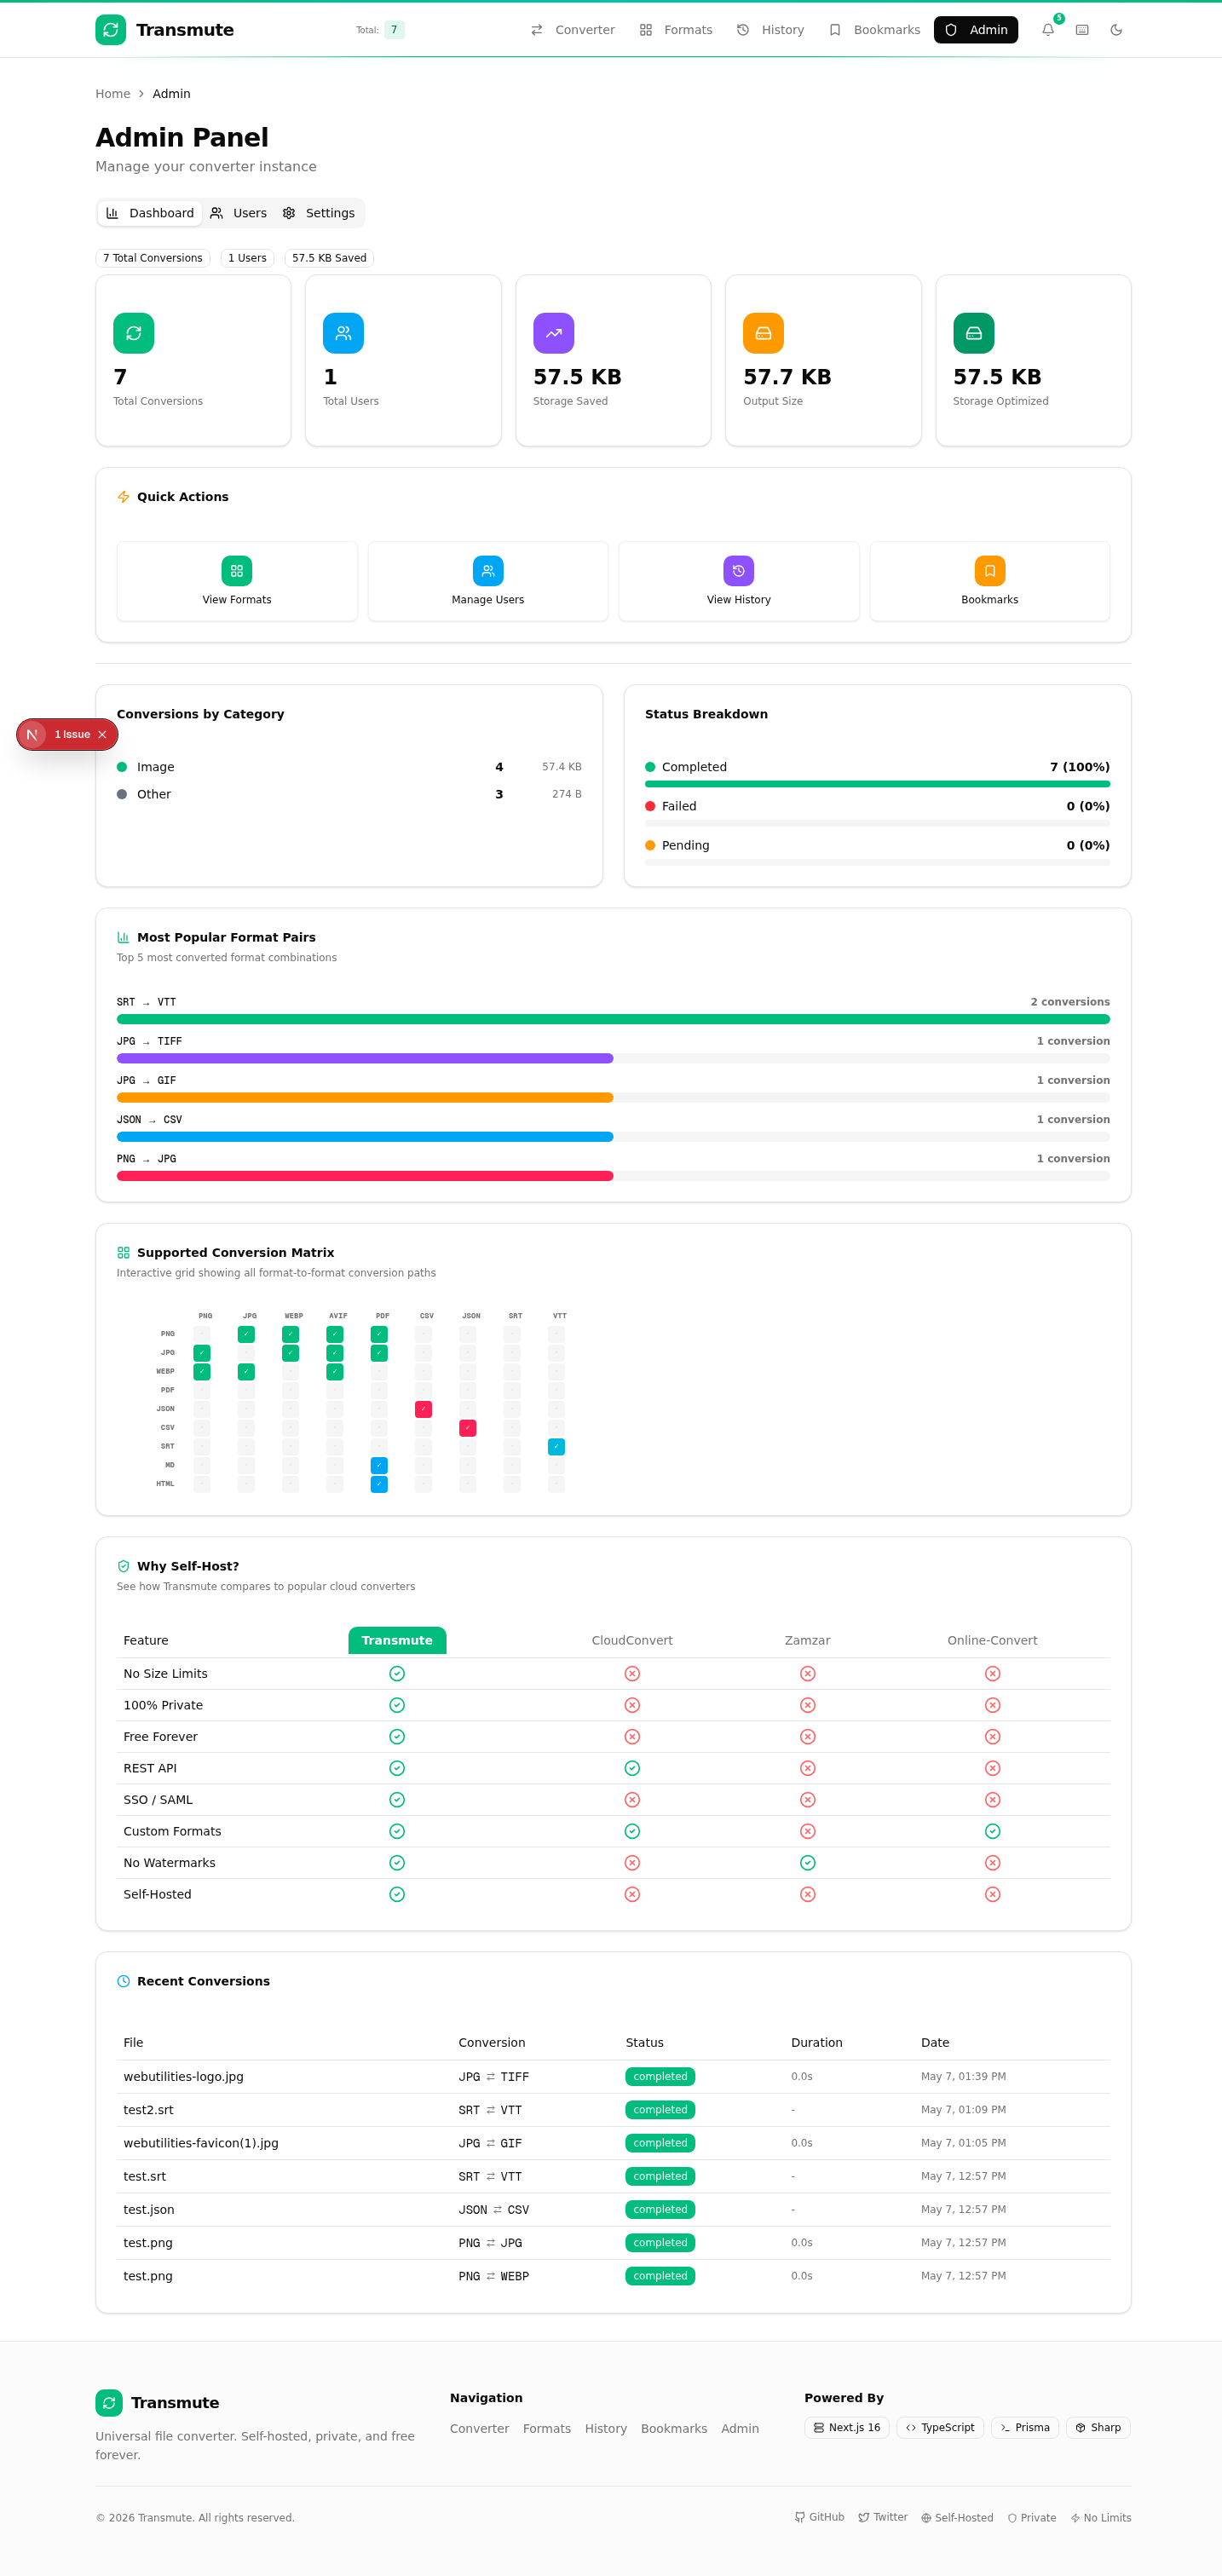 Transmute
Total: 7
Converter
Formats
History
Bookmarks
Admin
5
Home > Admin
Admin Panel
Manage your converter instance
Dashboard
Users
Settings
7 Total Conversions
1 Users
57.5 KB Saved
7
Total Conversions
1
Total Users
57.5 KB
Storage Saved
57.7 KB
Output Size
57.5 KB
Storage Optimized
Quick Actions
View Formats
Manage Users
View History
Bookmarks
N 1 Issue
Conversions by Category
Image 4 57.4 KB
Other 3 274 B
Status Breakdown
Completed 7 (100%)
Failed 0 (0%)
Pending 0 (0%)
Most Popular Format Pairs
Top 5 most converted format combinations
SRT → VTT 2 conversions
JPG → TIFF 1 conversion
JPG → GIF 1 conversion
JSON → CSV 1 conversion
PNG → JPG 1 conversion
Supported Conversion Matrix
Interactive grid showing all format-to-format conversion paths
PNG JPG WEBP AVIF PDF CSV JSON SRT VTT
PNG
JPG
WEBP
PDF
JSON
CSV
SRT
MD
HTML
Why Self-Host?
See how Transmute compares to popular cloud converters
Feature Transmute CloudConvert Zamzar Online-Convert
No Size Limits
100% Private
Free Forever
REST API
SSO / SAML
Custom Formats
No Watermarks
Self-Hosted
Recent Conversions
File Conversion Status Duration Date
webutilities-logo.jpg JPG ⇄ TIFF completed 0.0s May 7, 01:39 PM
test2.srt SRT ⇄ VTT completed - May 7, 01:09 PM
webutilities-favicon(1).jpg JPG ⇄ GIF completed 0.0s May 7, 01:05 PM
test.srt SRT ⇄ VTT completed - May 7, 12:57 PM
test.json JSON ⇄ CSV completed - May 7, 12:57 PM
test.png PNG ⇄ JPG completed 0.0s May 7, 12:57 PM
test.png PNG ⇄ WEBP completed 0.0s May 7, 12:57 PM
Transmute
Universal file converter. Self-hosted, private, and free
forever.
Navigation
Converter Formats History Bookmarks Admin
Powered By
Next.js 16 TypeScript Prisma Sharp
© 2026 Transmute. All rights reserved.
GitHub Twitter Self-Hosted Private No Limits